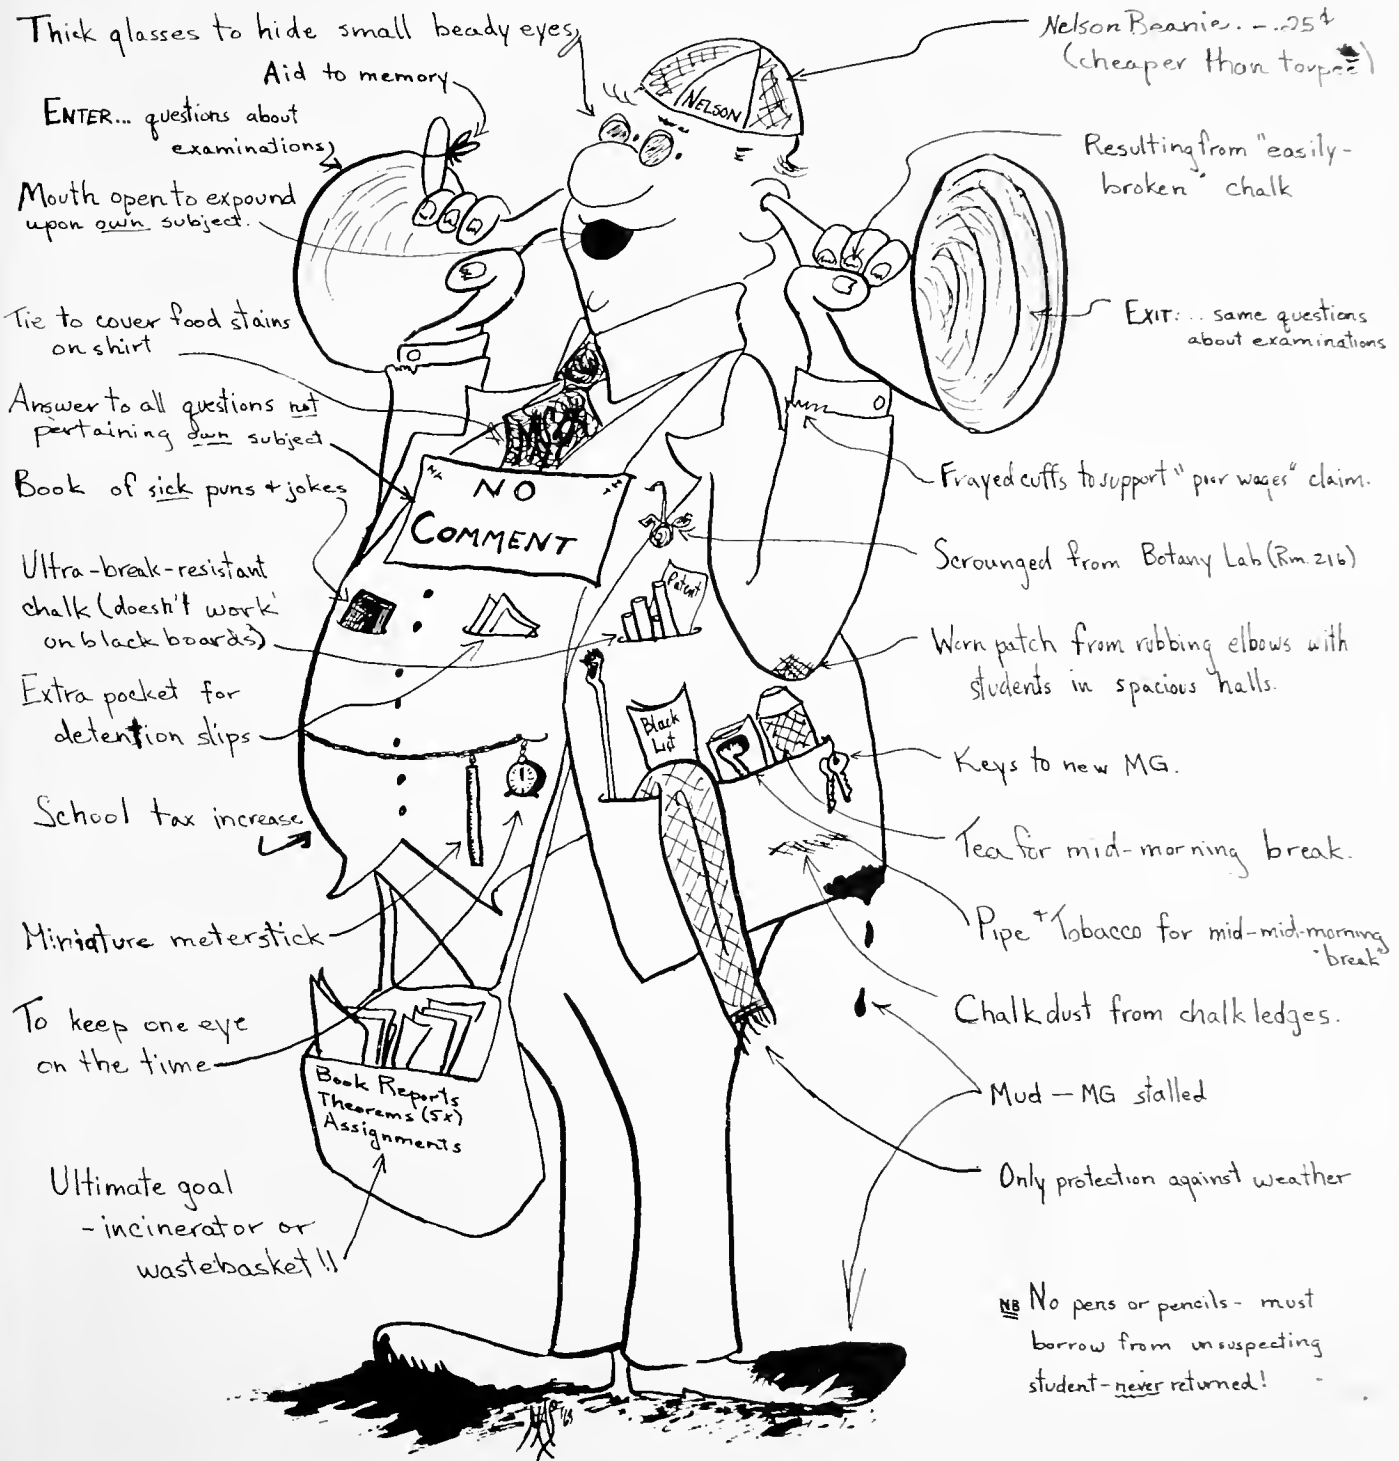 Thick glasses to hide small beady eyes
Aid to memory
ENTER... questions about
examinations
Mouth open to expound
upon own subject.
Tie to cover food stains
on shirt
Answer to all questions not
pertaining own subject
Book of sick puns + jokes
Ultra-break-resistant
chalk (doesn't work
on blackboards)
Extra pocket for
detention slips
School tax increase
Miniature meterstick
To keep one eye
on the time
Ultimate goal
- incinerator or
wastebasket!!
NELSON
NO
COMMENT
Patent
Black
List
Book Reports
Theorems (5x)
Assignments
Nelson Beanie. - .25¢
(cheaper than toupee)
Resulting from "easily-
broken" chalk
EXIT:... same questions
about examinations
Frayed cuffs to support "poor wages" claim.
Scrounged from Botany Lab (Rm. 216)
Worn patch from rubbing elbows with
students in spacious halls.
Keys to new MG.
Tea for mid-morning break.
Pipe + Tobacco for mid-mid-morning
"break"
Chalk dust from chalk ledges.
Mud - MG stalled
Only protection against weather
NB No pens or pencils - must
borrow from unsuspecting
student - never returned!